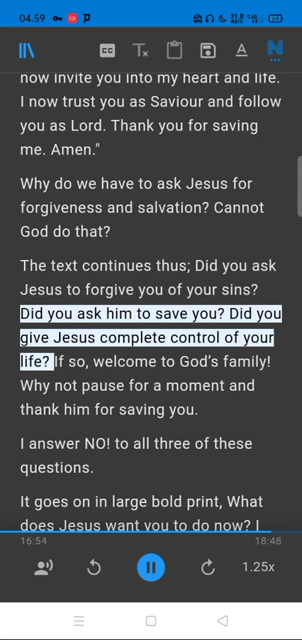 04.59
now invite you into my heart and life.
I now trust you as Saviour and follow
you as Lord. Thank you for saving
me. Amen."
Why do we have to ask Jesus for
forgiveness and salvation? Cannot
God do that?
The text continues thus; Did you ask
Jesus to forgive you of your sins?
Did you ask him to save you? Did you
give Jesus complete control of your
life? If so, welcome to God’s family!
Why not pause for a moment and
thank him for saving you.
I answer NO! to all three of these
questions.
It goes on in large bold print, What
does Jesus want you to do now? I
16:54 18:48
1.25x